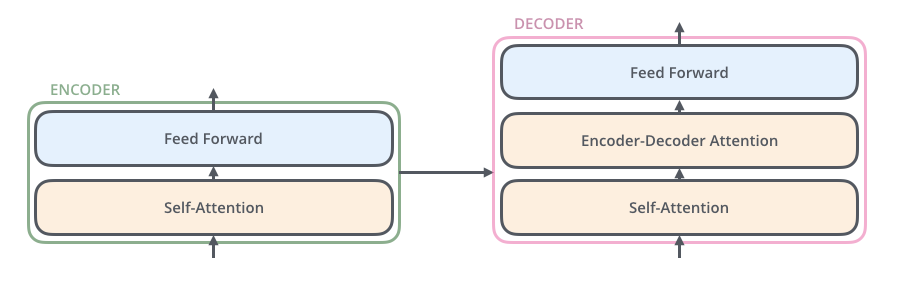 ENCODER
Feed Forward
Self-Attention
DECODER
Feed Forward
Encoder-Decoder Attention
Self-Attention